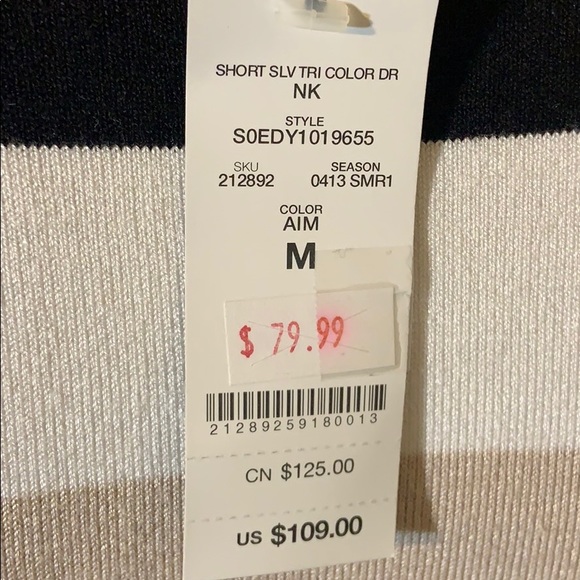 SHORT SLV TRI COLOR DR
NK
STYLE
S0EDY1019655
SKU SEASON
212892 0413 SMR1
COLOR
AIM
M
$ 79.99
21289259180013
CN $125.00
US $109.00